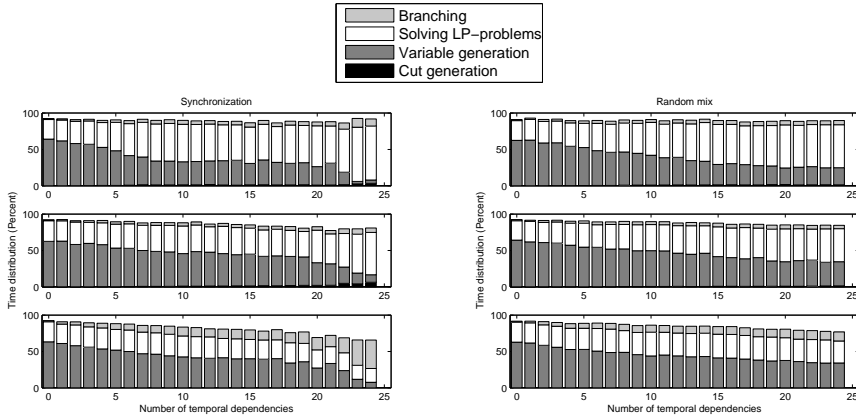 Branching
Solving LP−problems
Variable generation
Cut generation
Synchronization
Random mix
100
50
0
0 5 10 15 20 25
100
50
0
0 5 10 15 20 25
100
50
0
0 5 10 15 20 25
100
50
0
0 5 10 15 20 25
100
50
0
0 5 10 15 20 25
100
50
0
0 5 10 15 20 25
Time distribution (Percent)
Time distribution (Percent)
Number of temporal dependencies
Number of temporal dependencies